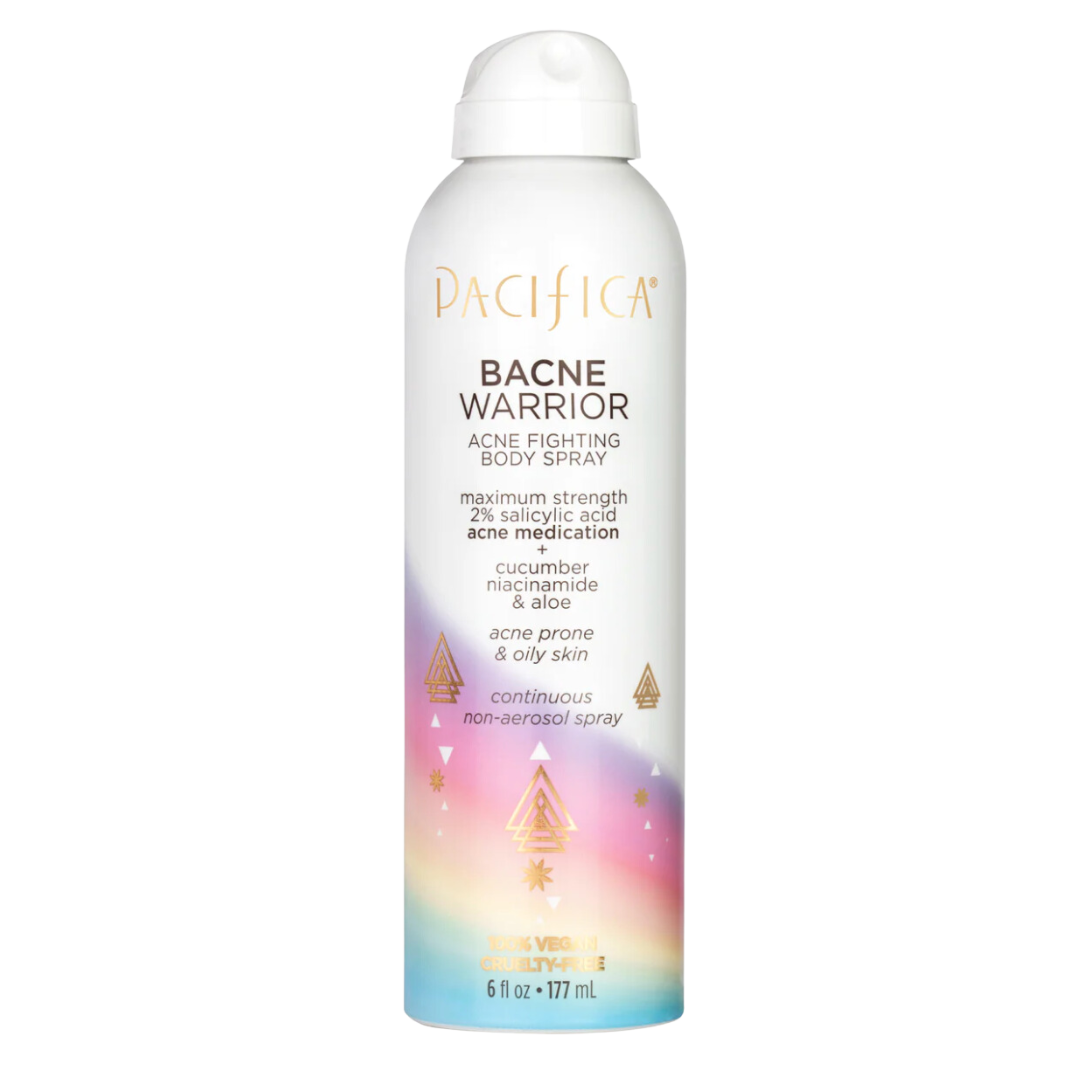 PACIFICA®
BACNE
WARRIOR
ACNE FIGHTING
BODY SPRAY
maximum strength
2% salicylic acid
acne medication
+
cucumber
niacinamide
& aloe
acne prone
& oily skin
continuous
non-aerosol spray
100% VEGAN
CRUELTY-FREE
6 fl oz • 177 mL